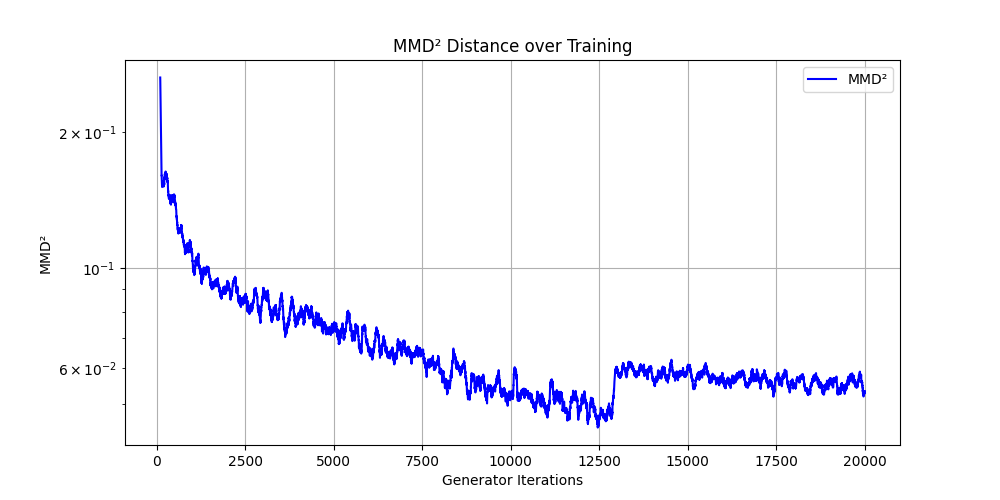 MMD² Distance over Training
MMD²
2 × 10⁻¹
10⁻¹
6 × 10⁻²
MMD²
0 2500 5000 7500 10000 12500 15000 17500 20000
Generator Iterations